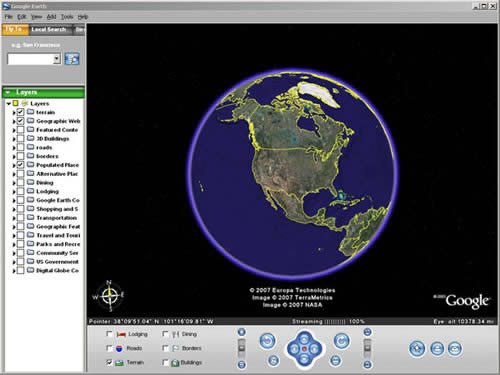 Google Earth
File Edit View Add Tools Help
Fly To Local Search Dir
e.g. San Francisco
Layers
Layers
terrain
Geographic Web
Featured Conte
3D Buildings
roads
borders
Populated Place
Alternative Plac
Dining
Lodging
Google Earth Co
Shopping and S
Transportation
Geographic Feat
Travel and Touri
Parks and Recre
Community Ser
US Government
Digital Globe Co
N
W E
S
© 2007 Europa Technologies
Image © 2007 TerraMetrics
Image © 2007 NASA
Google
Pointer 38°09'51.04" N 101°16'09.81" W Streaming |||||||||| 100% Eye alt 10378.34 mi
Lodging Dining
Roads Borders
Terrain Buildings